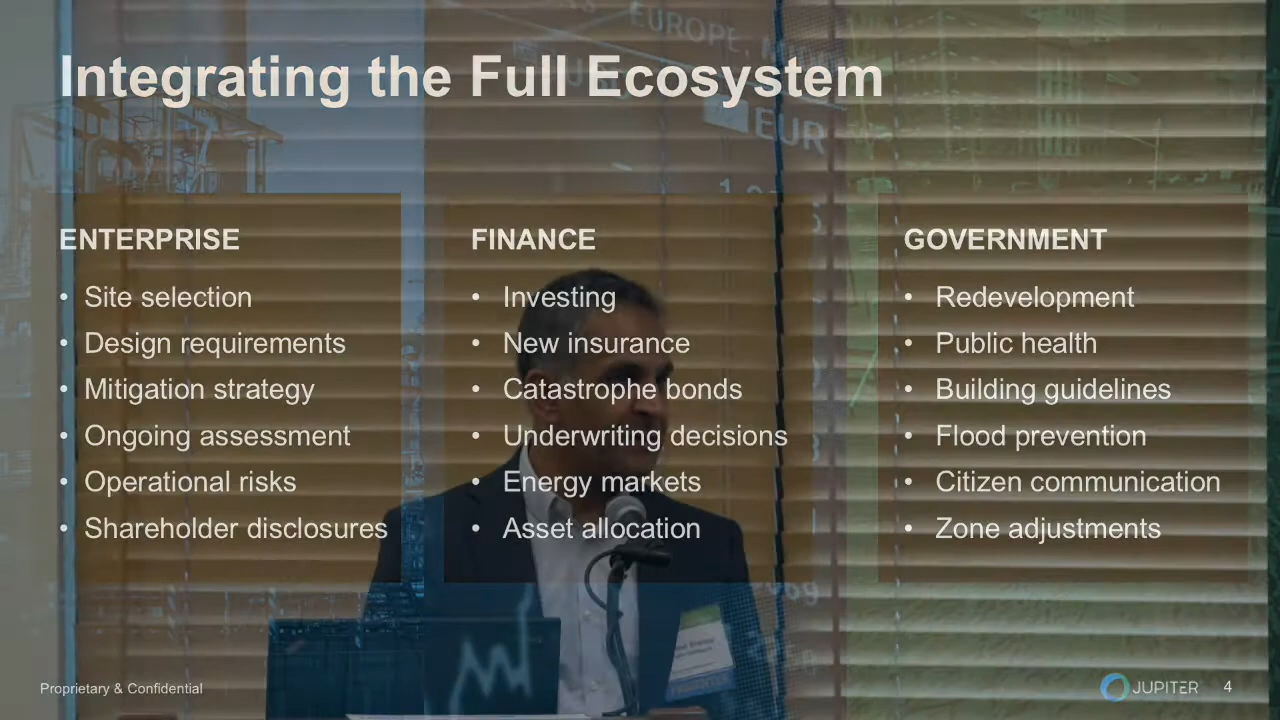 EUROPE,
Integrating the Full Ecosystem
EUR
ENTERPRISE
• Site selection
• Design requirements
• Mitigation strategy
• Ongoing assessment
• Operational risks
• Shareholder disclosures
FINANCE
• Investing
• New insurance
• Catastrophe bonds
• Underwriting decisions
• Energy markets
• Asset allocation
GOVERNMENT
• Redevelopment
• Public health
• Building guidelines
• Flood prevention
• Citizen communication
• Zone adjustments
Proprietary & Confidential
JUPITER
4